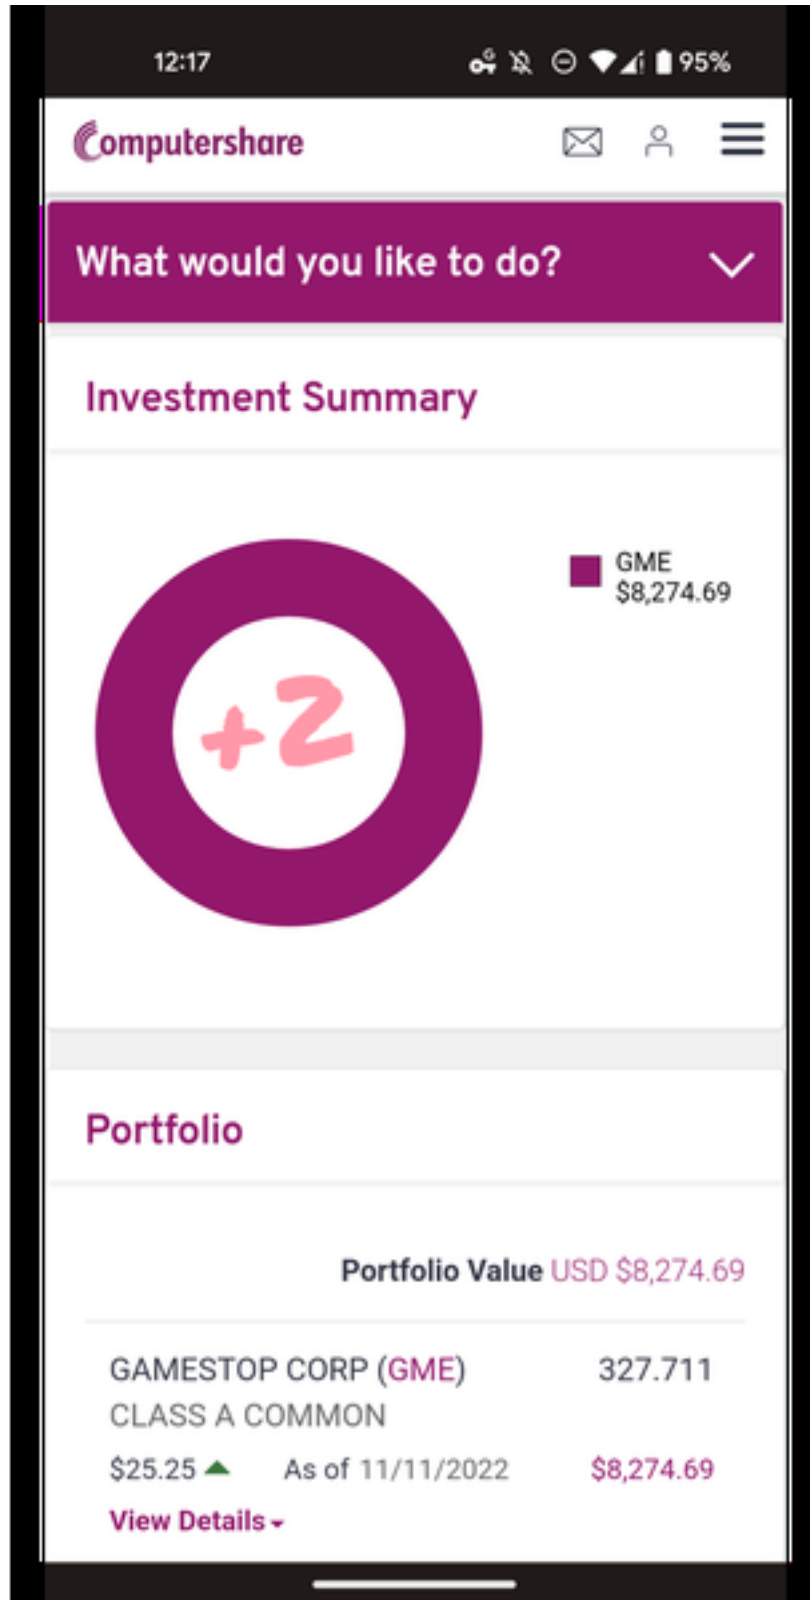 12:17 95%
Computershare
What would you like to do?
Investment Summary
GME
$8,274.69
+2
Portfolio
Portfolio Value USD $8,274.69
GAMESTOP CORP (GME) 327.711
CLASS A COMMON
$25.25 As of 11/11/2022 $8,274.69
View Details